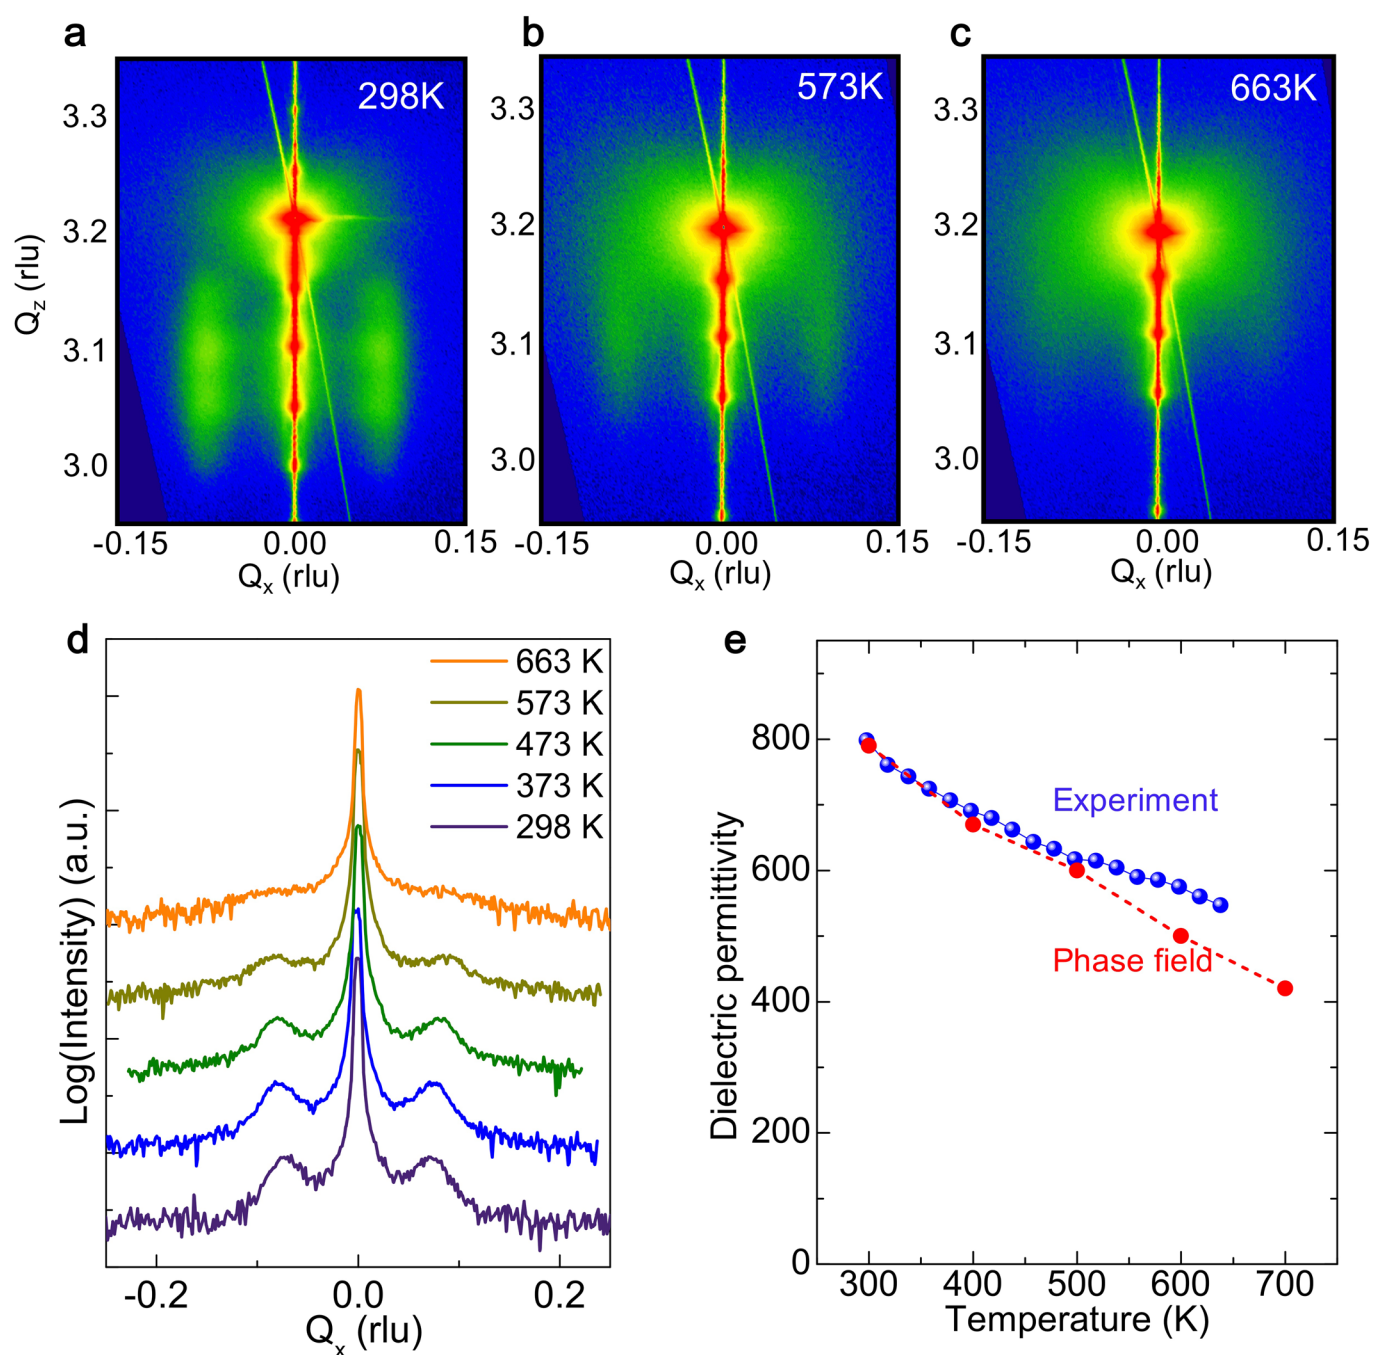 a
298K
3.3
3.2
3.1
3.0
Qz (rlu)
-0.15 0.00 0.15
Qx (rlu)
b
573K
3.3
3.2
3.1
3.0
-0.15 0.00 0.15
Qx (rlu)
c
663K
3.3
3.2
3.1
3.0
-0.15 0.00 0.15
Qx (rlu)
d
663 K
573 K
473 K
373 K
298 K
Log(Intensity) (a.u.)
-0.2 0.0 0.2
Qx (rlu)
e
800
600
400
200
0
Dielectric permittivity
Experiment
Phase field
300 400 500 600 700
Temperature (K)